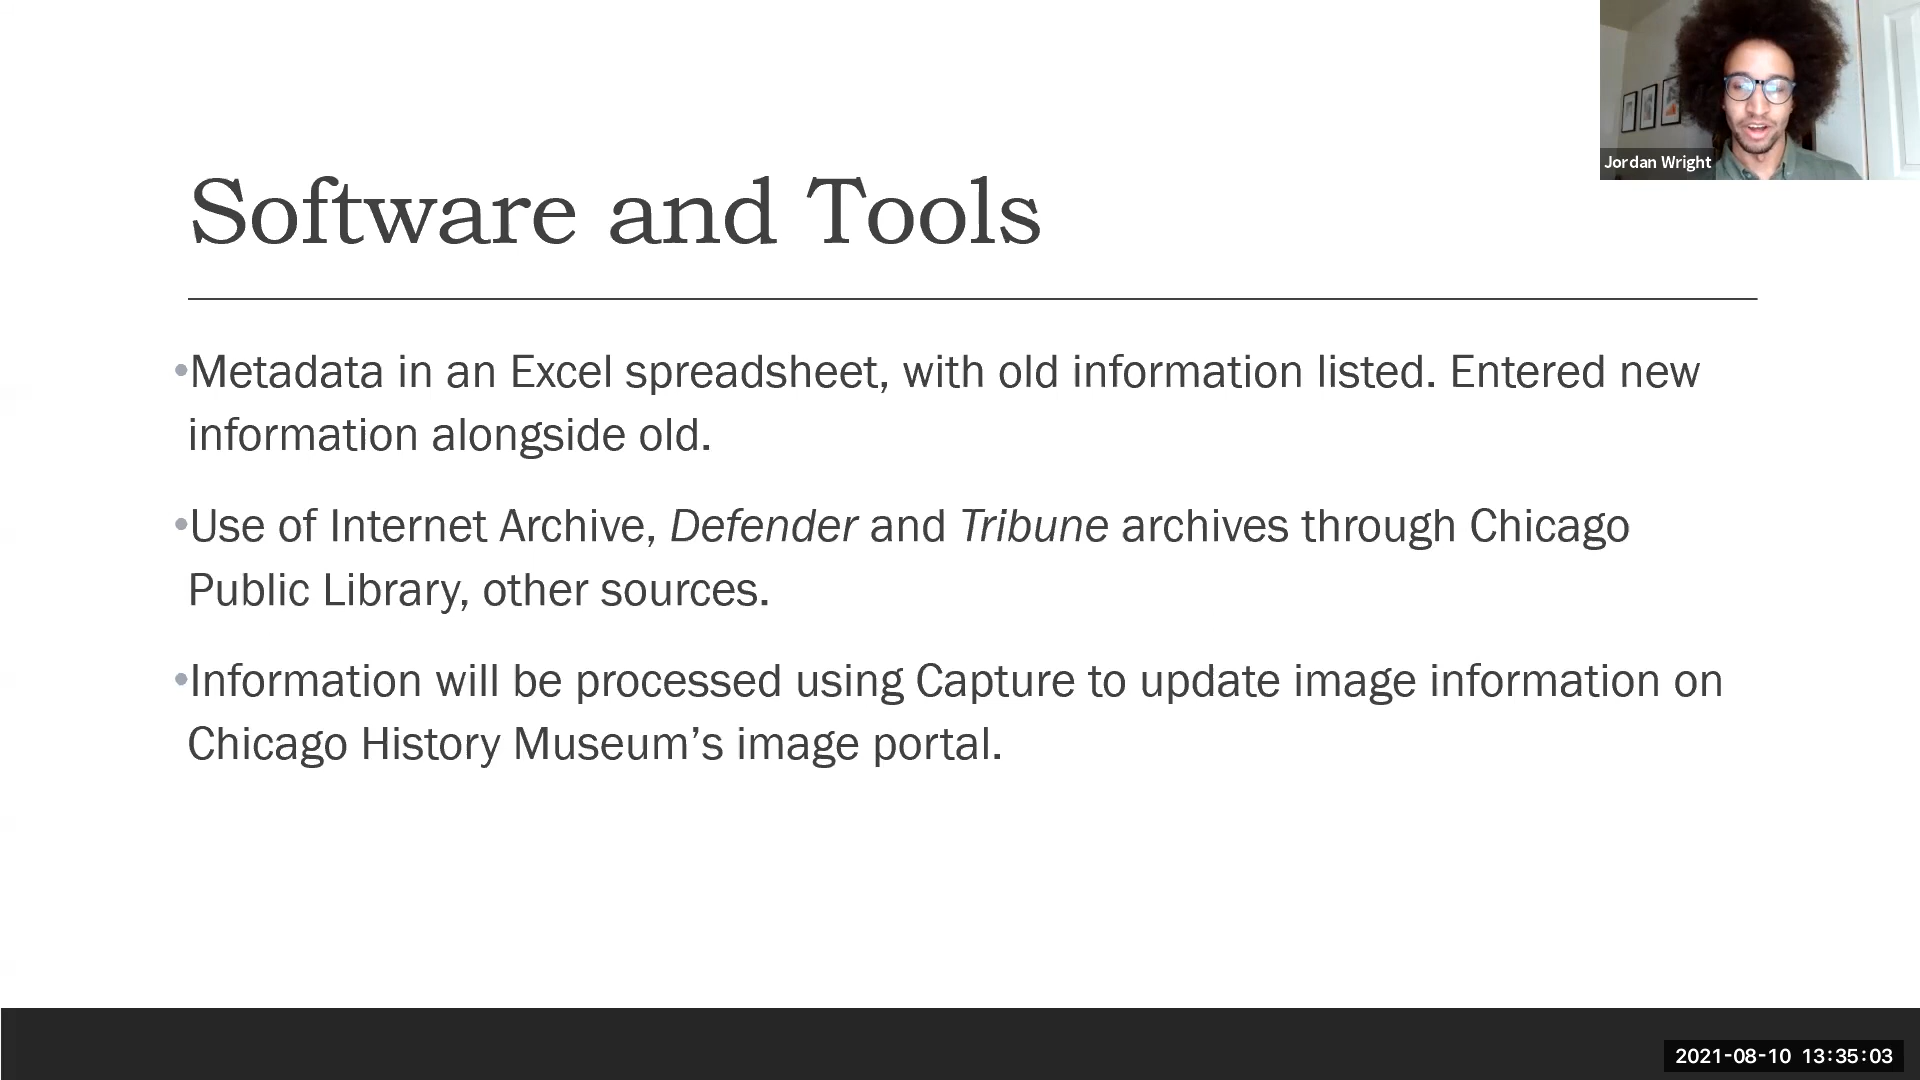 Jordan Wright
Software and Tools
•Metadata in an Excel spreadsheet, with old information listed. Entered new
information alongside old.
•Use of Internet Archive, Defender and Tribune archives through Chicago
Public Library, other sources.
•Information will be processed using Capture to update image information on
Chicago History Museum’s image portal.
2021-08-10 13:35:03